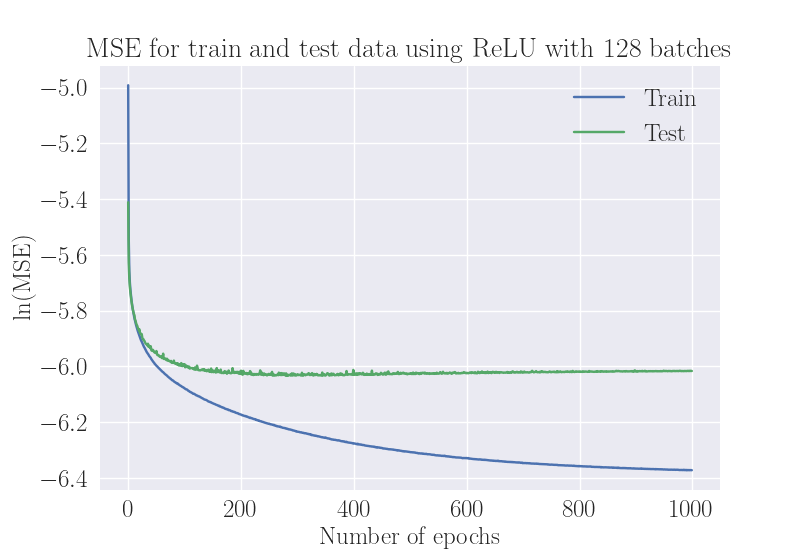 MSE for train and test data using ReLU with 128 batches
Train
Test
−5.0
−5.2
−5.4
−5.6
−5.8
−6.0
−6.2
−6.4
ln(MSE)
0 200 400 600 800 1000
Number of epochs